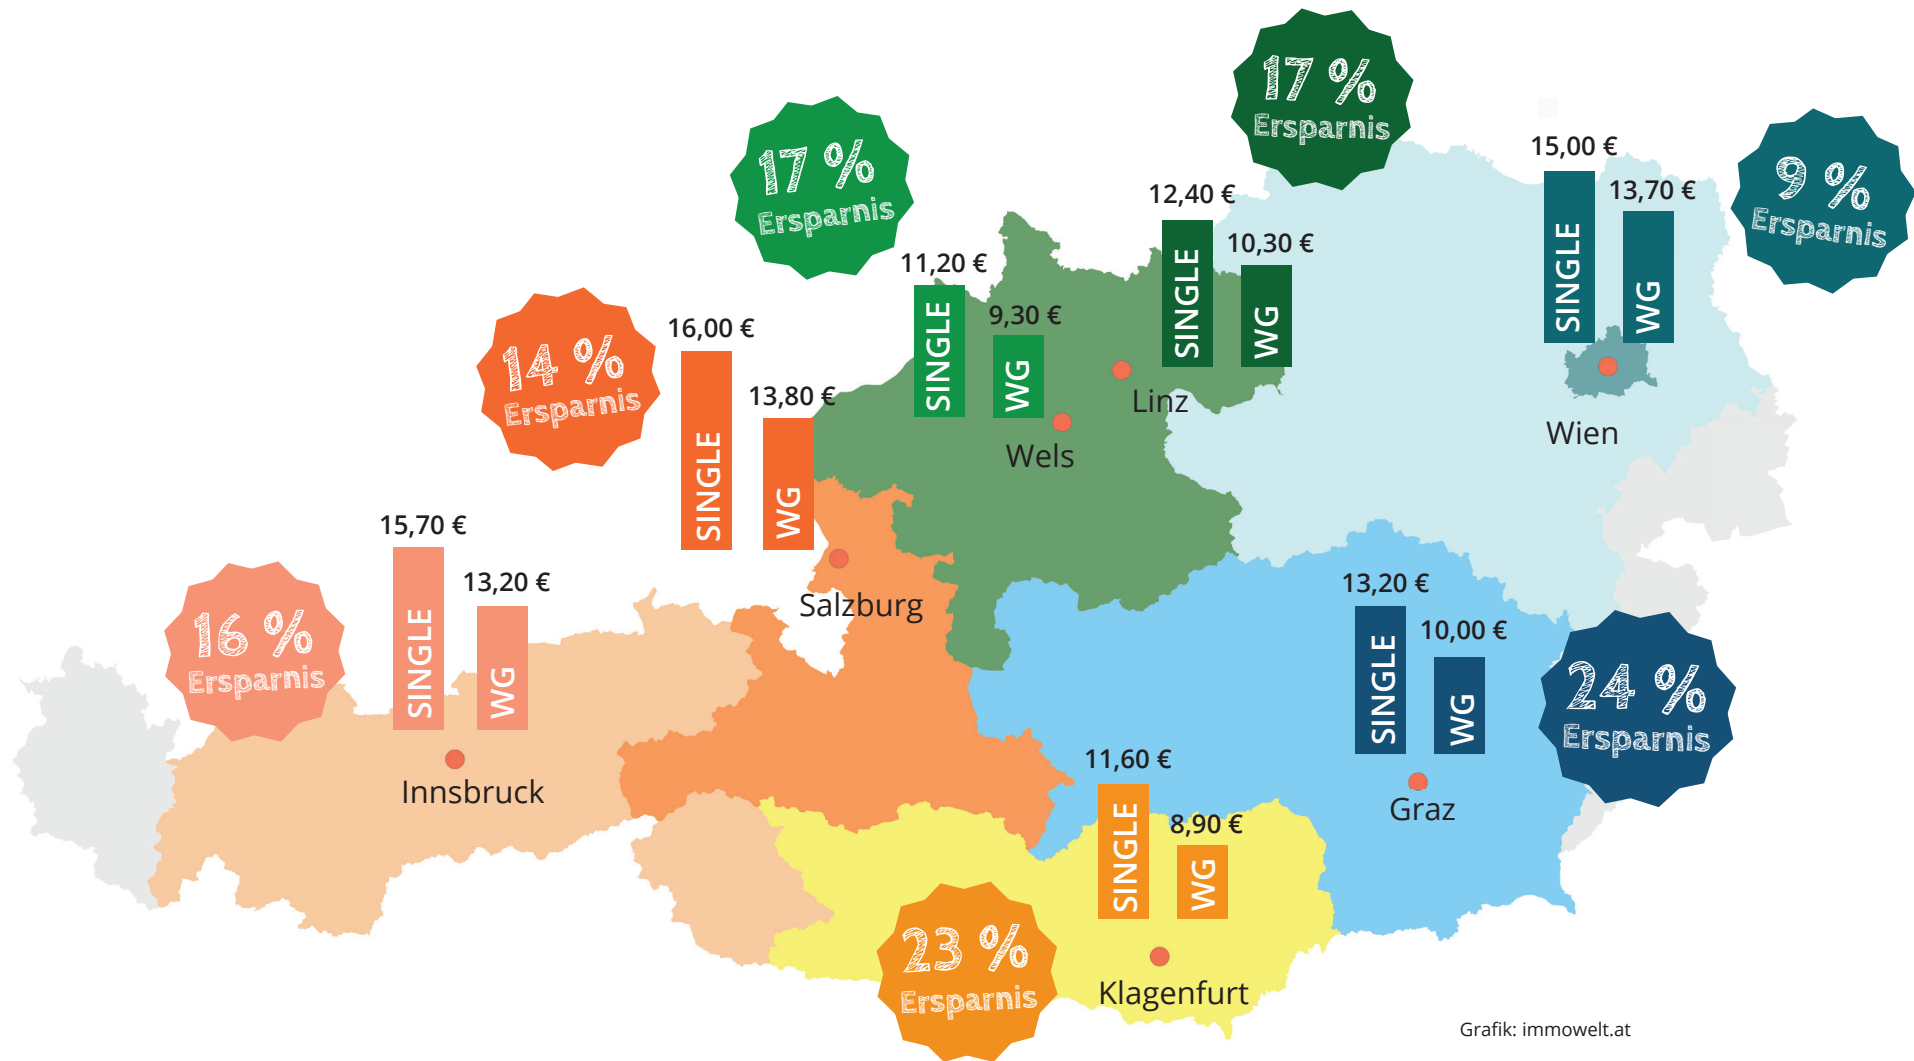 17 %
Ersparnis
12,40 €
SINGLE
10,30 €
WG
Linz
17 %
Ersparnis
11,20 €
SINGLE
9,30 €
WG
Wels
15,00 €
SINGLE
13,70 €
WG
Wien
9 %
Ersparnis
14 %
Ersparnis
16,00 €
SINGLE
13,80 €
WG
Salzburg
16 %
Ersparnis
15,70 €
SINGLE
13,20 €
WG
Innsbruck
13,20 €
SINGLE
10,00 €
WG
Graz
24 %
Ersparnis
11,60 €
SINGLE
8,90 €
WG
Klagenfurt
23 %
Ersparnis
Grafik: immowelt.at